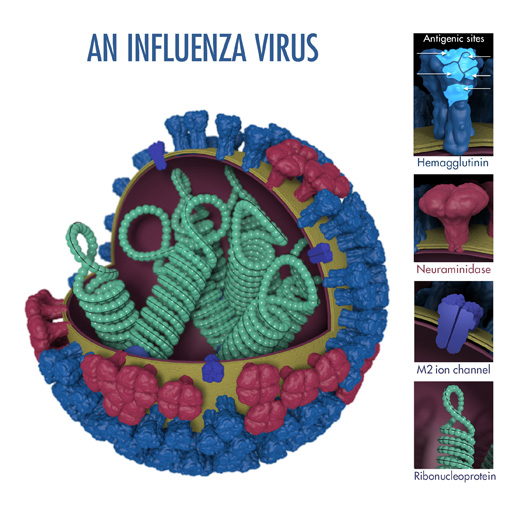 AN INFLUENZA VIRUS
Antigenic sites
Hemagglutinin
Neuraminidase
M2 ion channel
Ribonucleoprotein